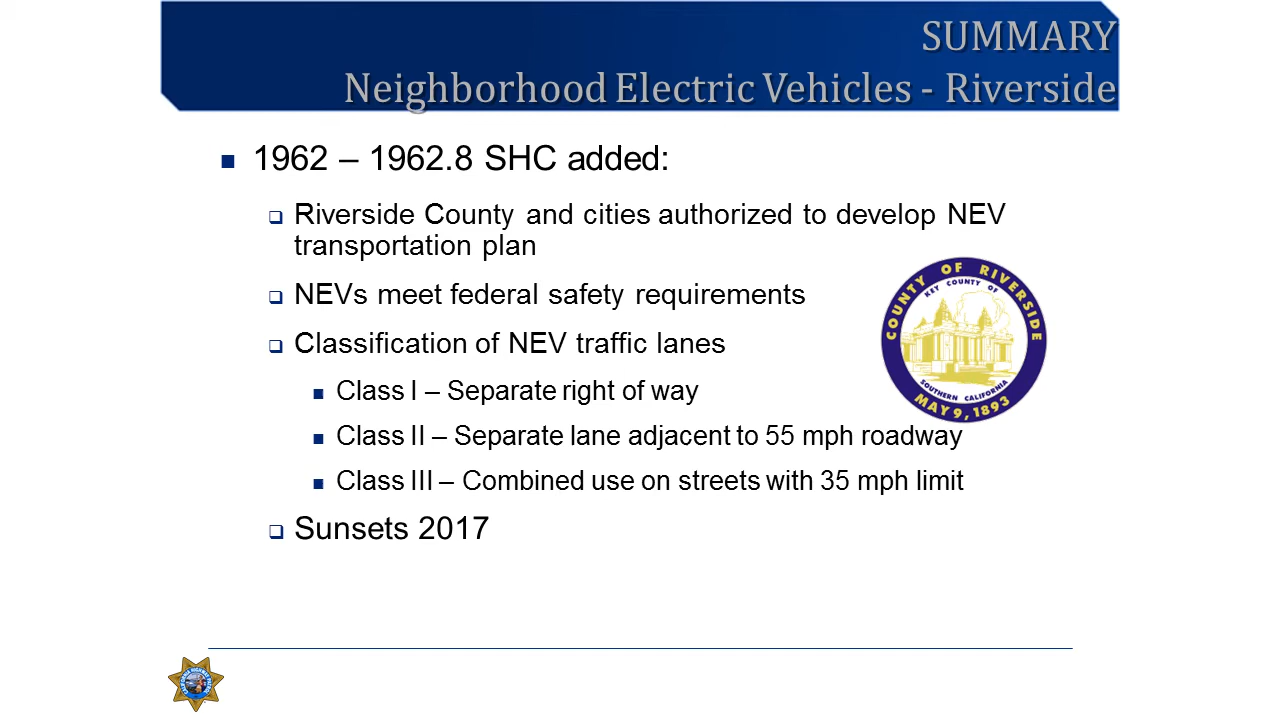 SUMMARY
Neighborhood Electric Vehicles - Riverside
1962 – 1962.8 SHC added:
Riverside County and cities authorized to develop NEV
transportation plan
NEVs meet federal safety requirements
Classification of NEV traffic lanes
Class I – Separate right of way
Class II – Separate lane adjacent to 55 mph roadway
Class III – Combined use on streets with 35 mph limit
Sunsets 2017
COUNTY OF RIVERSIDE
KEY COUNTY OF
SOUTHERN CALIFORNIA
MAY 9, 1893